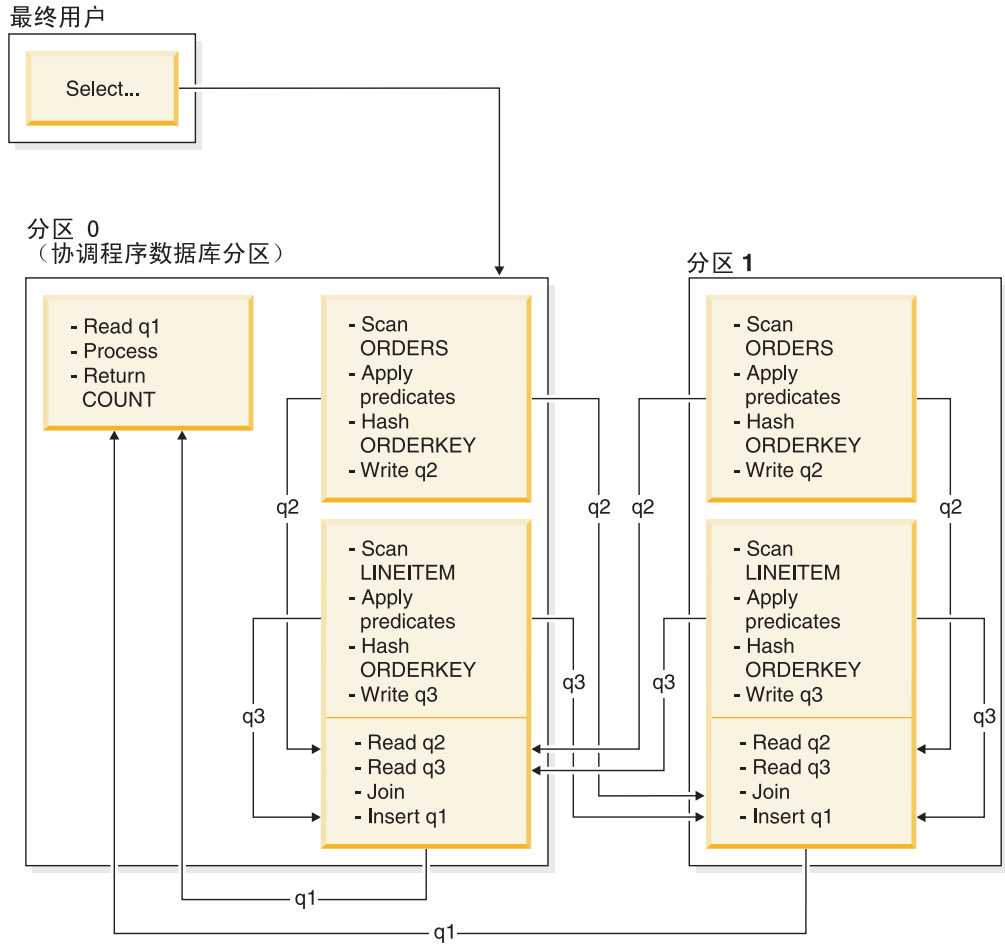 最终用户
Select...
分区 0
（协调程序数据库分区）
- Read q1
- Process
- Return
COUNT
- Scan
ORDERS
- Apply
predicates
- Hash
ORDERKEY
- Write q2
q2
q2
- Scan
LINEITEM
- Apply
predicates
- Hash
ORDERKEY
- Write q3
q3
q3
- Read q2
- Read q3
- Join
- Insert q1
分区 1
- Scan
ORDERS
- Apply
predicates
- Hash
ORDERKEY
- Write q2
q2
q2
- Scan
LINEITEM
- Apply
predicates
- Hash
ORDERKEY
- Write q3
q3
q3
- Read q2
- Read q3
- Join
- Insert q1
q1
q1